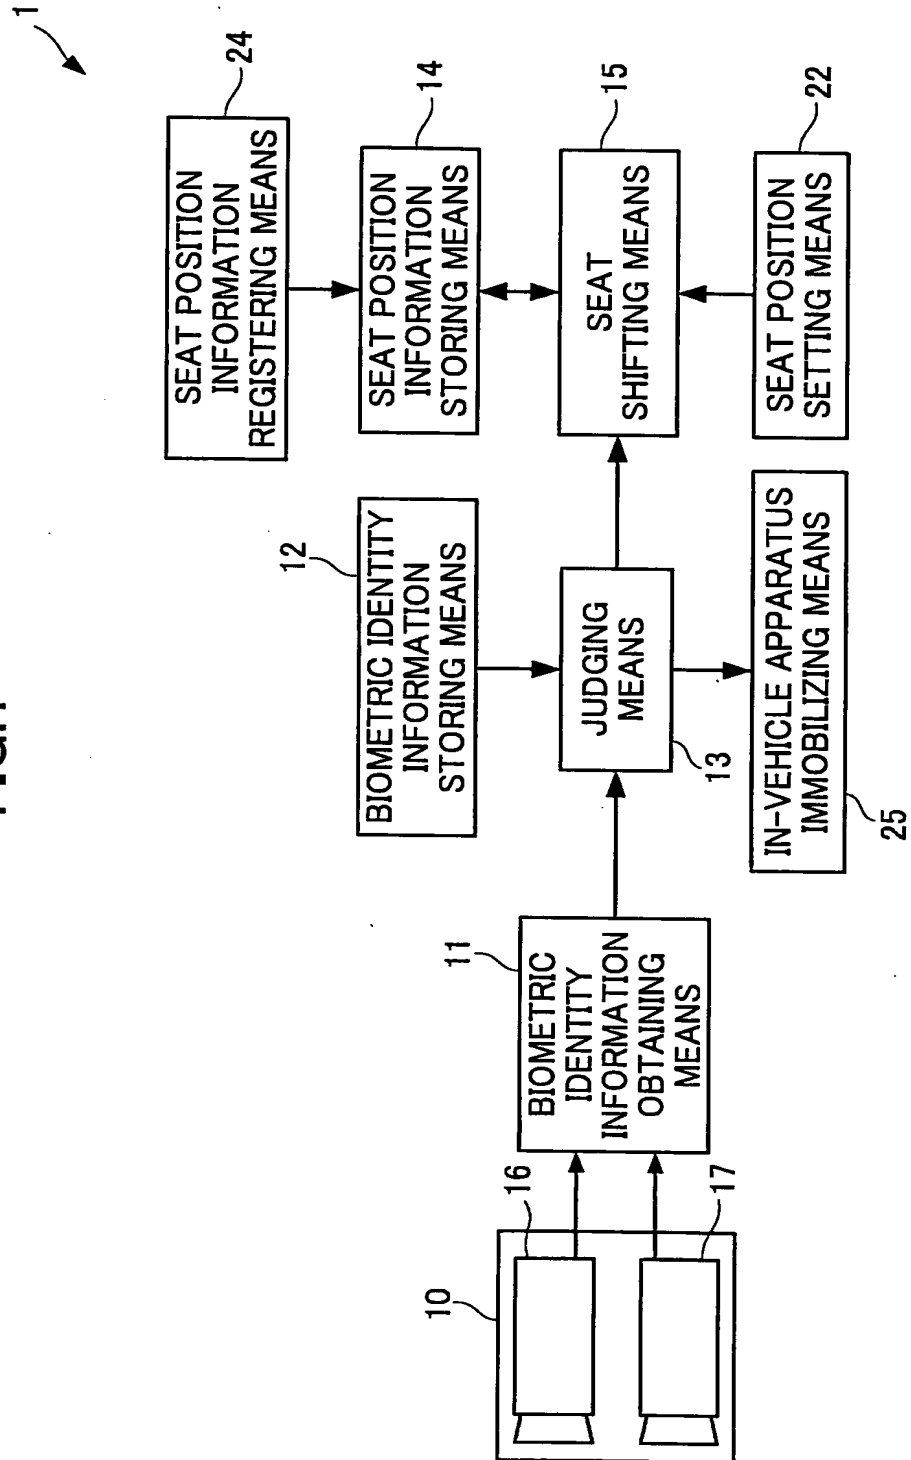 1
24
SEAT POSITION
INFORMATION
REGISTERING MEANS
14
SEAT POSITION
INFORMATION
STORING MEANS
15
SEAT
SHIFTING MEANS
22
SEAT POSITION
SETTING MEANS
12
BIOMETRIC IDENTITY
INFORMATION
STORING MEANS
JUDGING
MEANS
13
IN-VEHICLE APPARATUS
IMMOBILIZING MEANS
25
11
BIOMETRIC
IDENTITY
INFORMATION
OBTAINING
MEANS
10
16
17